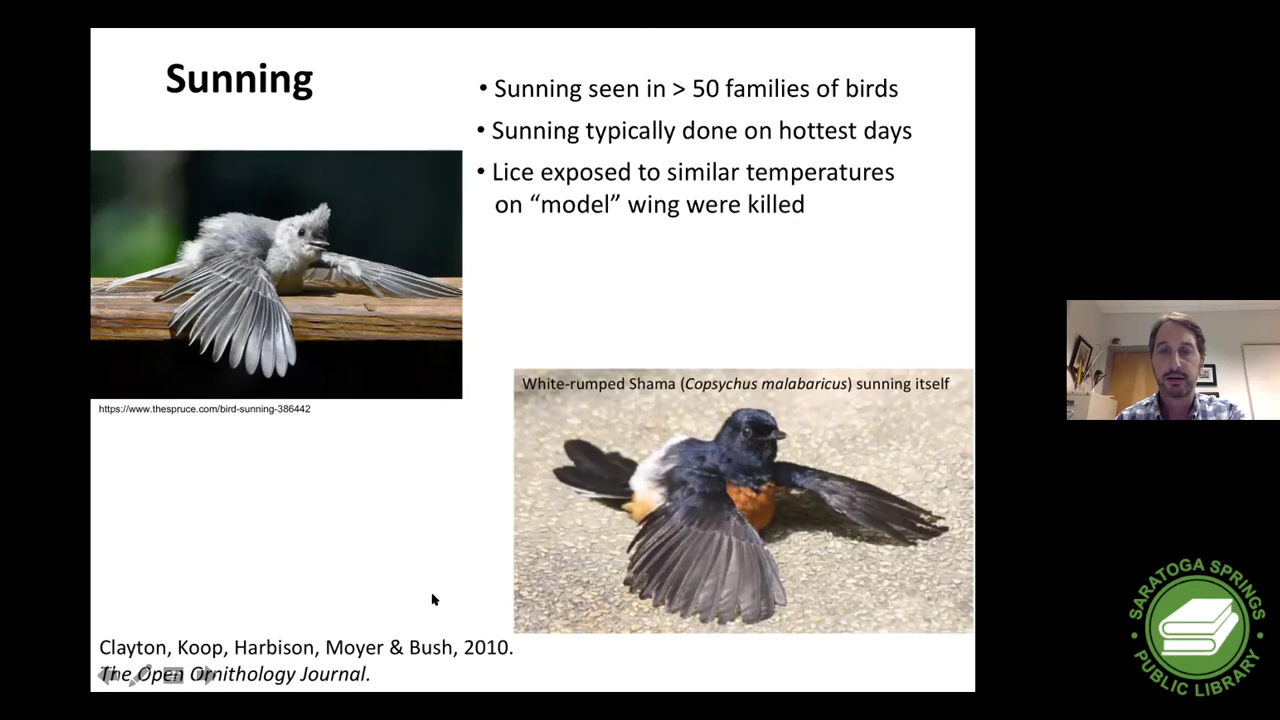 Sunning
• Sunning seen in > 50 families of birds
• Sunning typically done on hottest days
• Lice exposed to similar temperatures
on “model” wing were killed
White-rumped Shama (Copsychus malabaricus) sunning itself
https://www.thespruce.com/bird-sunning-386442
Clayton, Koop, Harbison, Moyer & Bush, 2010.
The Open Ornithology Journal.
SARATOGA SPRINGS
• PUBLIC LIBRARY •